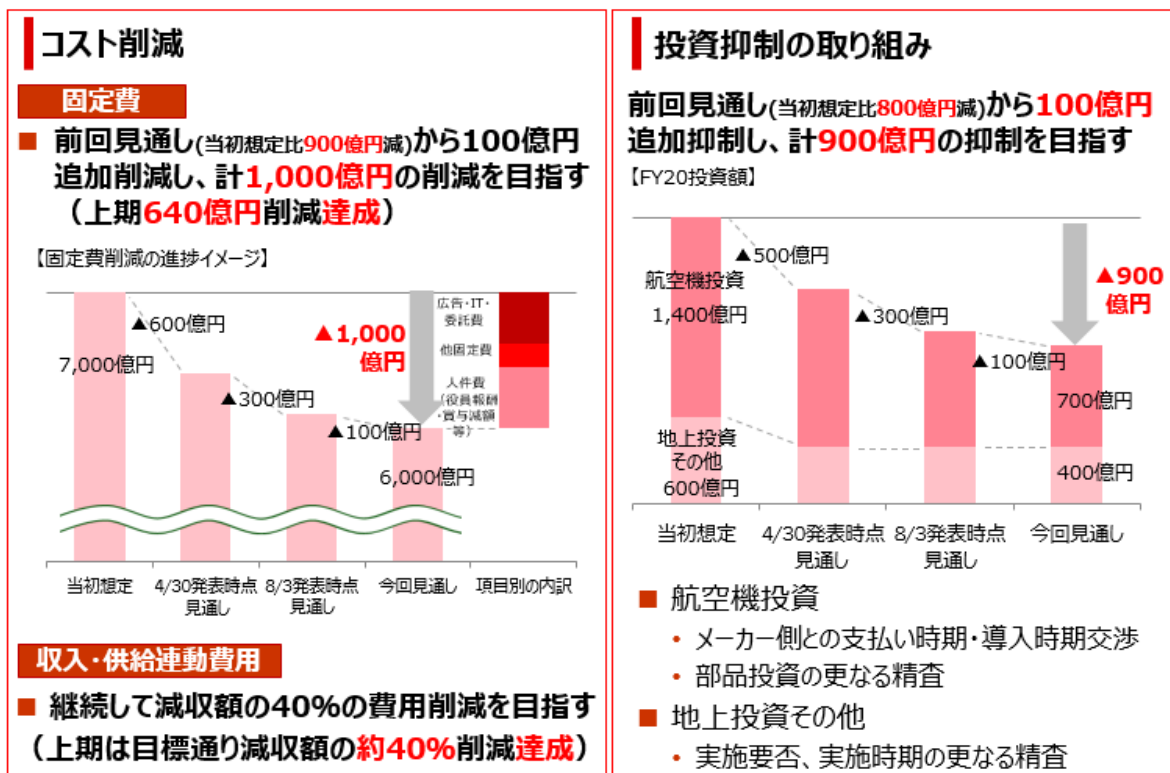 コスト削減
固定費
■ 前回見通し(当初想定比900億円減)から100億円
追加削減し、計1,000億円の削減を目指す
（上期640億円削減達成）
【固定費削減の進捗イメージ】
▲600億円
7,000億円
▲300億円
▲100億円
6,000億円
▲1,000
億円
広告・IT・
委託費
他固定費
人件費
（役員報酬
・賞与減額
等）
当初想定
4/30発表時点
見通し
8/3発表時点
見通し
今回見通し
項目別の内訳
収入・供給連動費用
■ 継続して減収額の40%の費用削減を目指す
（上期は目標通り減収額の約40%削減達成）
投資抑制の取り組み
前回見通し(当初想定比800億円減)から100億円
追加抑制し、計900億円の抑制を目指す
【FY20投資額】
▲500億円
航空機投資
1,400億円
▲300億円
▲100億円
▲900
億円
700億円
地上投資
その他
600億円
400億円
当初想定
4/30発表時点
見通し
8/3発表時点
見通し
今回見通し
■ 航空機投資
• メーカー側との支払い時期・導入時期交渉
• 部品投資の更なる精査
■ 地上投資その他
• 実施要否、実施時期の更なる精査